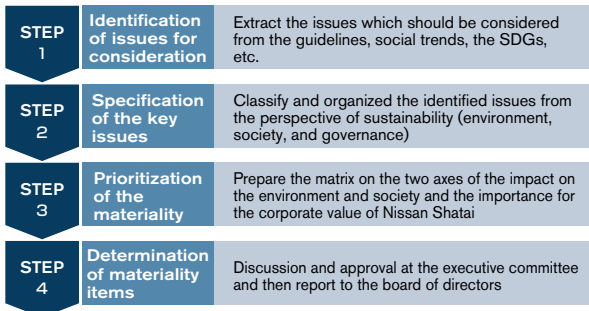 STEP
1
Identification
of issues for
consideration
Extract the issues which should be considered
from the guidelines, social trends, the SDGs,
etc.
STEP
2
Specification
of the key
issues
Classify and organized the identified issues from
the perspective of sustainability (environment,
society, and governance)
STEP
3
Prioritization
of the
materiality
Prepare the matrix on the two axes of the impact on
the environment and society and the importance for
the corporate value of Nissan Shatai
STEP
4
Determination
of materiality
items
Discussion and approval at the executive committee
and then report to the board of directors